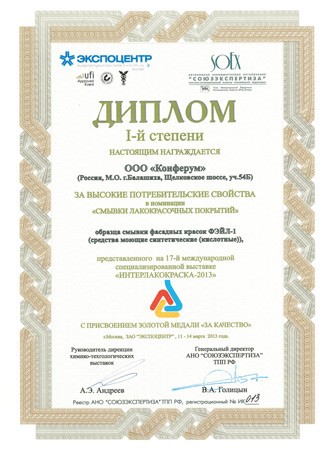 ЭКСПОЦЕНТР
SOEX
"СОЮЗЭКСПЕРТИЗА"
ufi
Approved
Event
ДИПЛОМ
I-й степени
НАСТОЯЩИМ НАГРАЖДАЕТСЯ
ООО «Конферум»
(Россия, М.О. г.Балашиха, Щелковское шоссе, уч.54Б)
ЗА ВЫСОКИЕ ПОТРЕБИТЕЛЬСКИЕ СВОЙСТВА
в номинации
«СМЫВКИ ЛАКОКРАСОЧНЫХ ПОКРЫТИЙ»
образца смывки фасадных красок ФЭЙЛ-1
(средства моющие синтетические (кислотные)),
представленного на 17-й международной
специализированной выставке
«ИНТЕРЛАКОКРАСКА-2013»
С ПРИСВОЕНИЕМ ЗОЛОТОЙ МЕДАЛИ «ЗА КАЧЕСТВО»
г.Москва, ЗАО "ЭКСПОЦЕНТР", 11 - 14 марта 2013 года.
Руководитель дирекции
химико-технологических
выставок
Генеральный директор
АНО "СОЮЗЭКСПЕРТИЗА"
ТПП РФ
А.Э. Андреев
В.А. Голицын
Реестр АНО "СОЮЗЭКСПЕРТИЗА" ТПП РФ, регистрационный № ИК 013